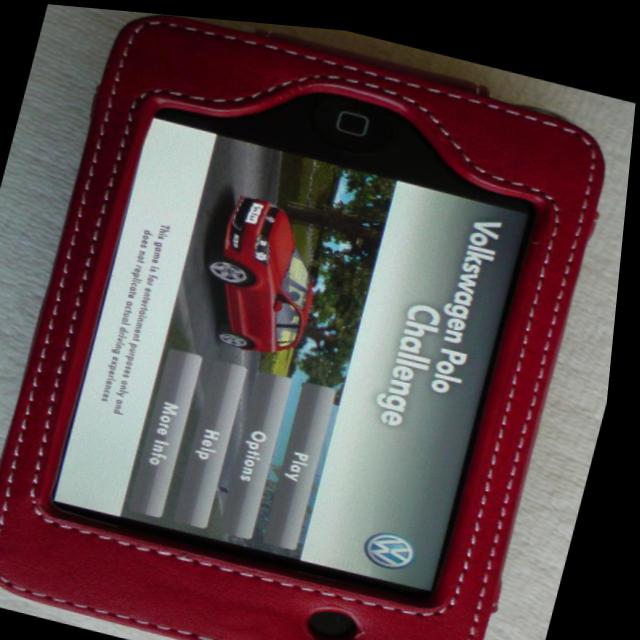 Volkswagen Polo
Challenge
Play
Options
Help
More Info
This game is for entertainment purposes only and
does not replicate actual driving experiences